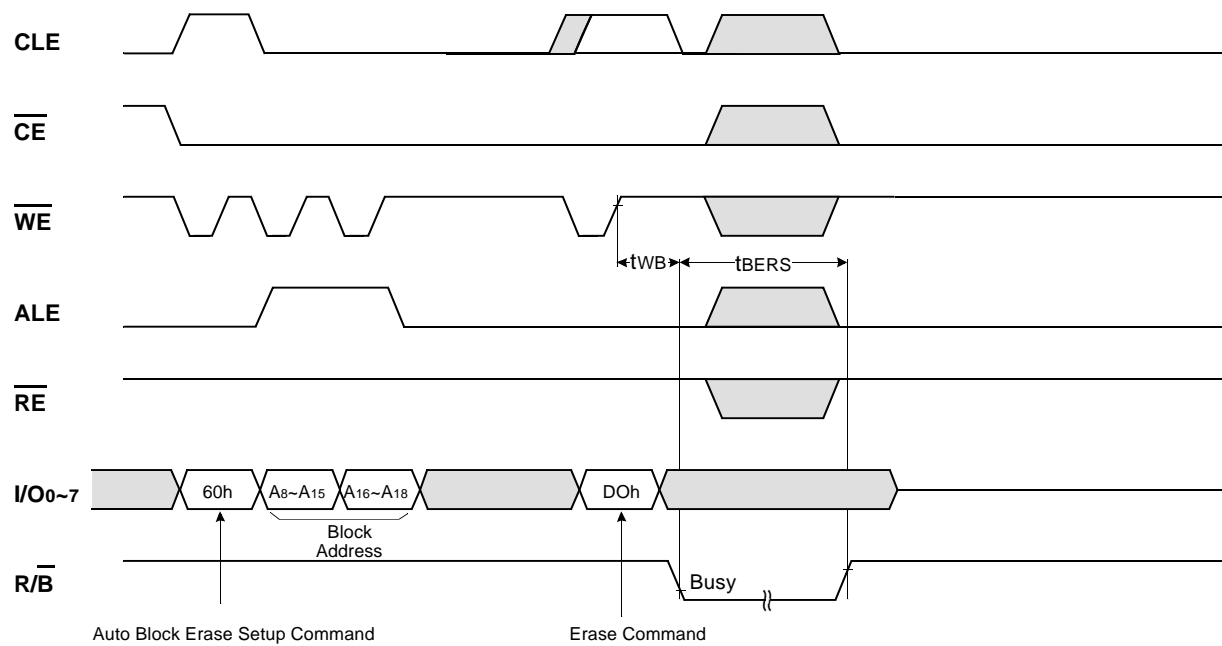 CLE
CE
WE
tWB
tBERS
ALE
RE
I/O0~7
60h
A8~A15
A16~A18
DOh
Block
Address
R/B
Busy
Auto Block Erase Setup Command
Erase Command